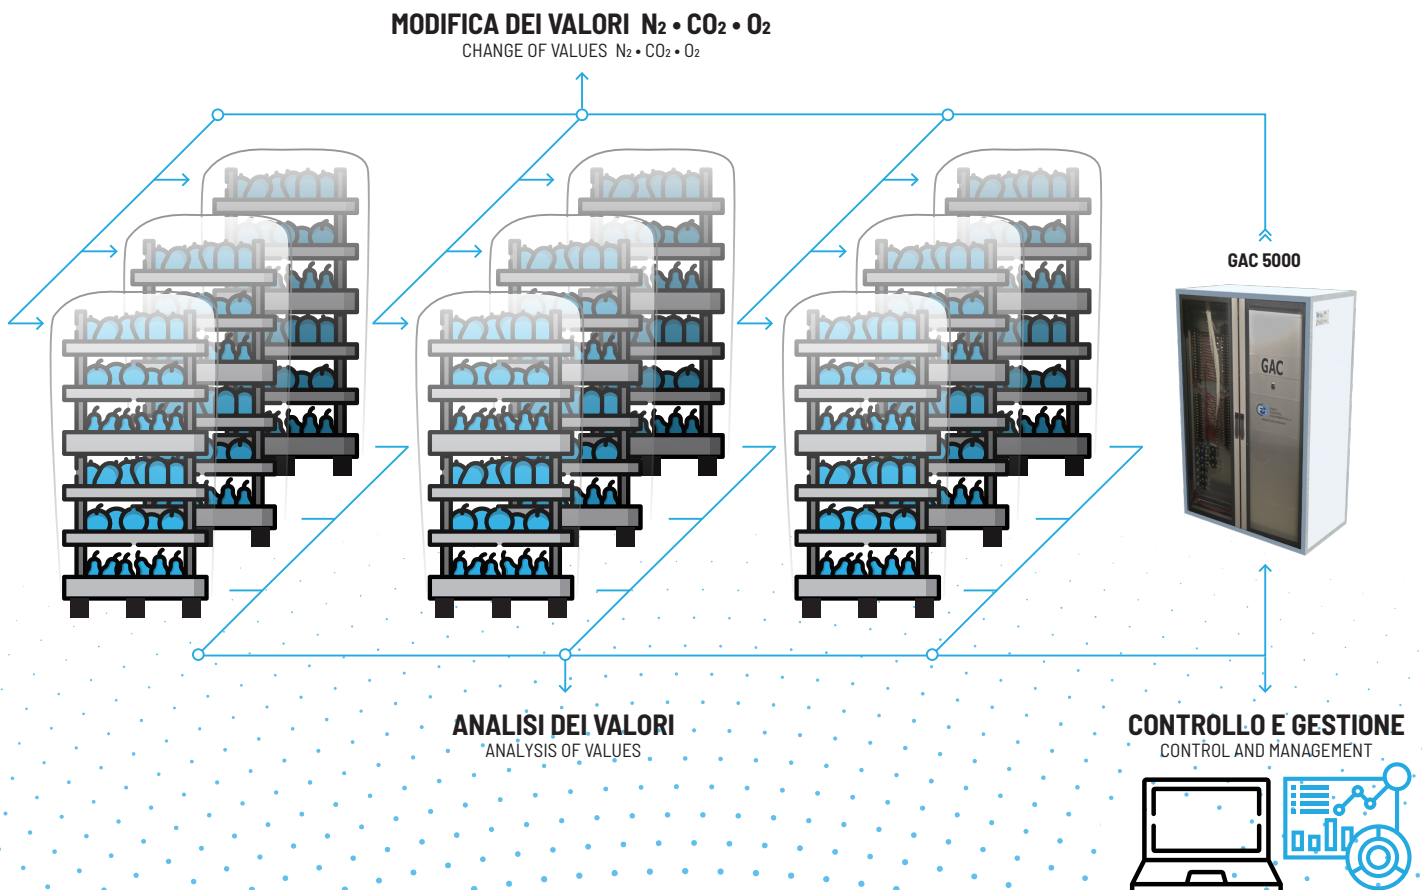 MODIFICA DEI VALORI N₂ • CO₂ • O₂
CHANGE OF VALUES N₂ • CO₂ • O₂
GAC 5000
GAC
ANALISI DEI VALORI
ANALYSIS OF VALUES
CONTROLLO E GESTIONE
CONTROL AND MANAGEMENT